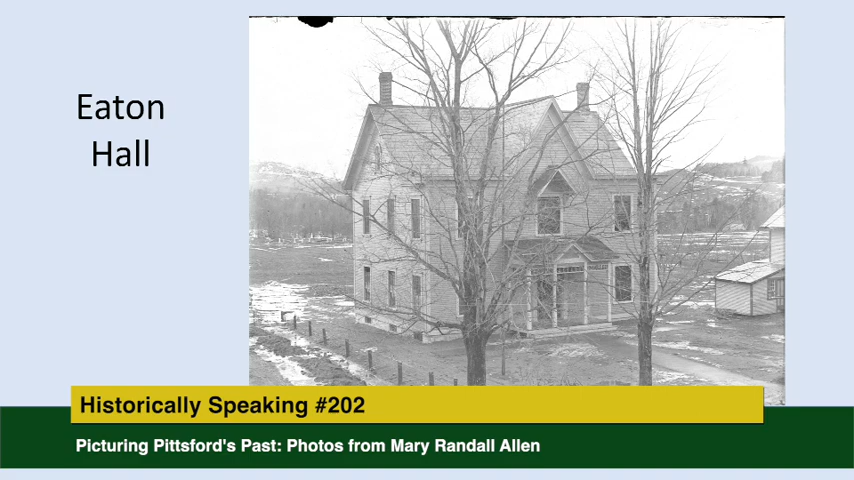 Eaton
Hall
Historically Speaking #202
Picturing Pittsford's Past: Photos from Mary Randall Allen